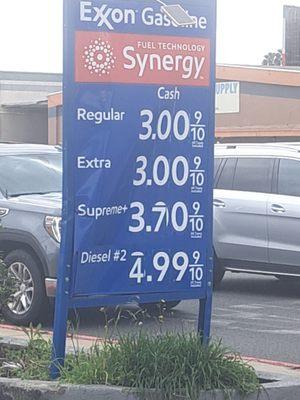 Exxon Gasoline
FUEL TECHNOLOGY
Synergy
Cash
Regular 3.00 9/10
Extra 3.00 9/10
Supreme+ 3.70 9/10
Diesel #2 4.99 9/10
SUPPLY